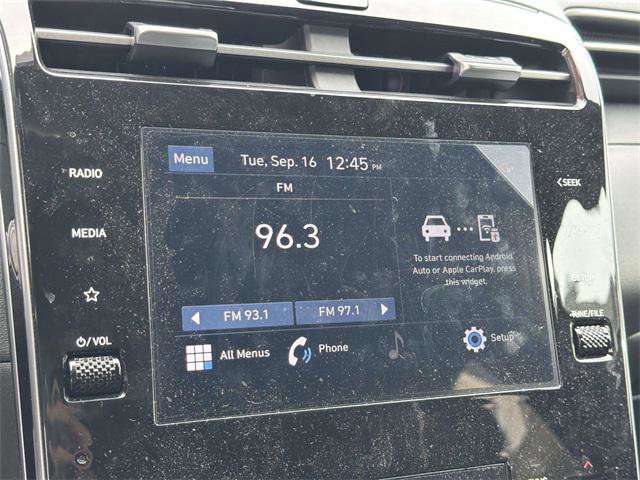 Menu Tue, Sep. 16 12:45 PM
FM
96.3
To start connecting Android
Auto or Apple CarPlay, press
this widget.
FM 93.1
FM 97.1
All Menus
Phone
Setup
RADIO
MEDIA
/VOL
SEEK
TUNE/FILE